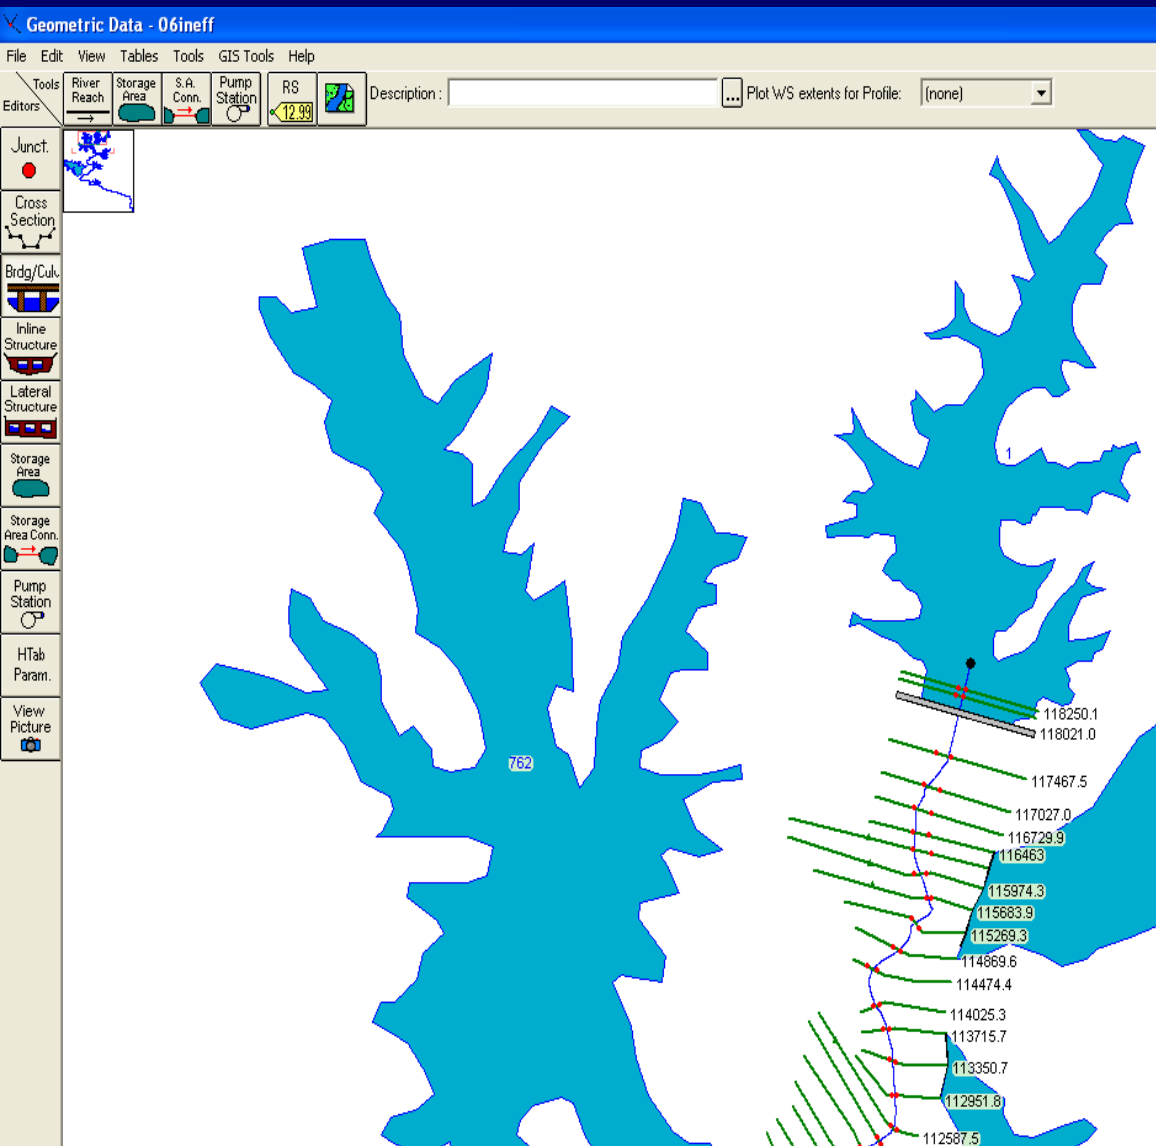 Geometric Data - 06ineff
File Edit View Tables Tools GIS Tools Help
Tools
Editors
River
Reach
Storage
Area
S.A.
Conn.
Pump
Station
RS
12.99
Description :
...
Plot WS extents for Profile:
(none)
Junct.
Cross
Section
Brdg/Culv
Inline
Structure
Lateral
Structure
Storage
Area
Storage
Area Conn.
Pump
Station
HTab
Param.
View
Picture
1
762
118250.1
118021.0
117467.5
117027.0
116729.9
116463
115974.3
115683.9
115269.3
114869.6
114474.4
114025.3
113715.7
113350.7
112951.8
112587.5